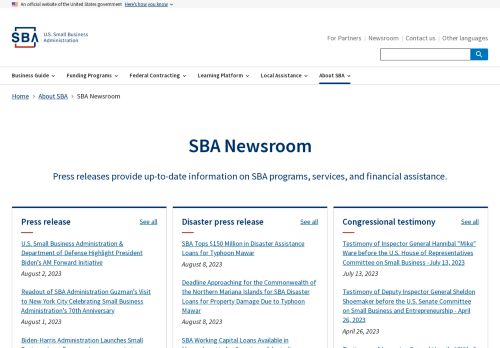 An official website of the United States government Here's how you know
SBA U.S. Small Business
Administration
For Partners Newsroom Contact us Other languages
Business Guide Funding Programs Federal Contracting Learning Platform Local Assistance About SBA
Home About SBA SBA Newsroom
SBA Newsroom
Press releases provide up-to-date information on SBA programs, services, and financial assistance.
Press release See all
U.S. Small Business Administration &
Department of Defense Highlight President
Biden's AM Forward Initiative
August 2, 2023
Readout of SBA Administration Guzman's Visit
to New York City Celebrating Small Business
Administration's 70th Anniversary
August 1, 2023
Biden-Harris Administration Launches Small
Disaster press release See all
SBA Tops $150 Million in Disaster Assistance
Loans for Typhoon Mawar
August 8, 2023
Deadline Approaching for the Commonwealth of
the Northern Mariana Islands for SBA Disaster
Loans for Property Damage Due to Typhoon
Mawar
August 8, 2023
SBA Working Capital Loans Available in
Congressional testimony See all
Testimony of Inspector General Hannibal "Mike"
Ware before the U.S. House of Representatives
Committee on Small Business - July 13, 2023
July 13, 2023
Testimony of Deputy Inspector General Sheldon
Shoemaker before the U.S. Senate Committee
on Small Business and Entrepreneurship - April
26, 2023
April 26, 2023